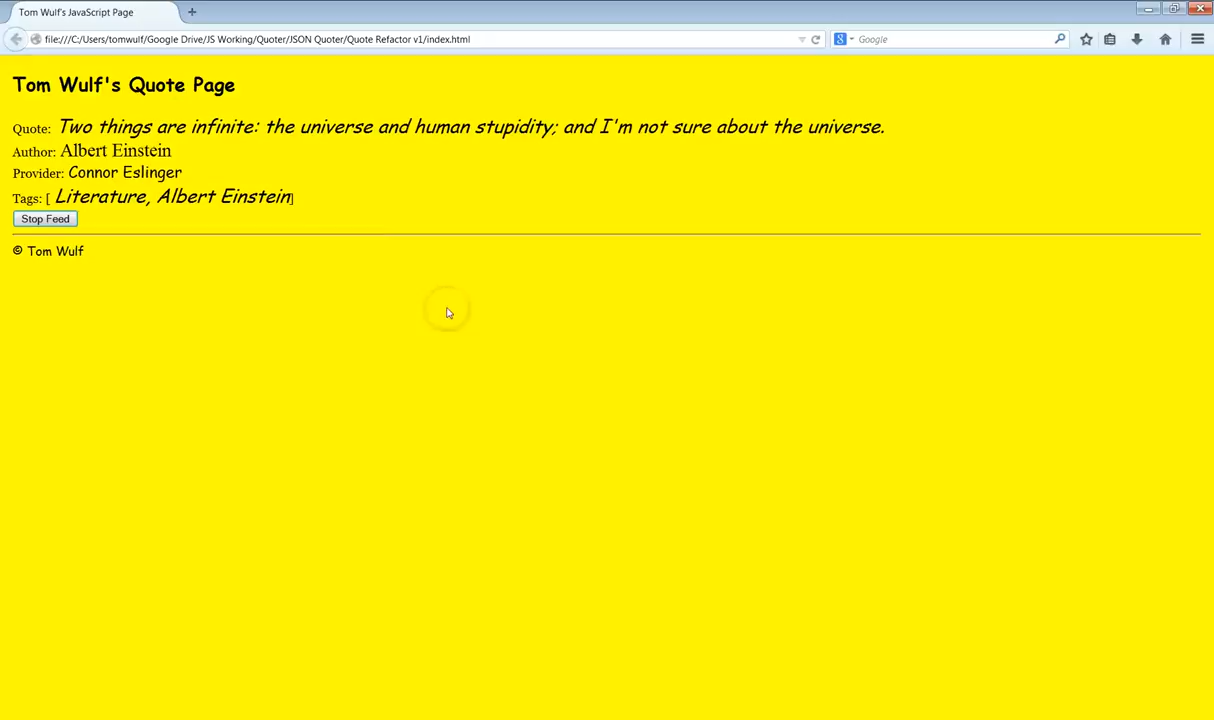 Tom Wulf's JavaScript Page
file:///C:/Users/tomwulf/Google Drive/JS Working/Quoter/JSON Quoter/Quote Refactor v1/index.html
Google
Tom Wulf's Quote Page
Quote: Two things are infinite: the universe and human stupidity; and I'm not sure about the universe.
Author: Albert Einstein
Provider: Connor Eslinger
Tags: [ Literature, Albert Einstein]
Stop Feed
© Tom Wulf